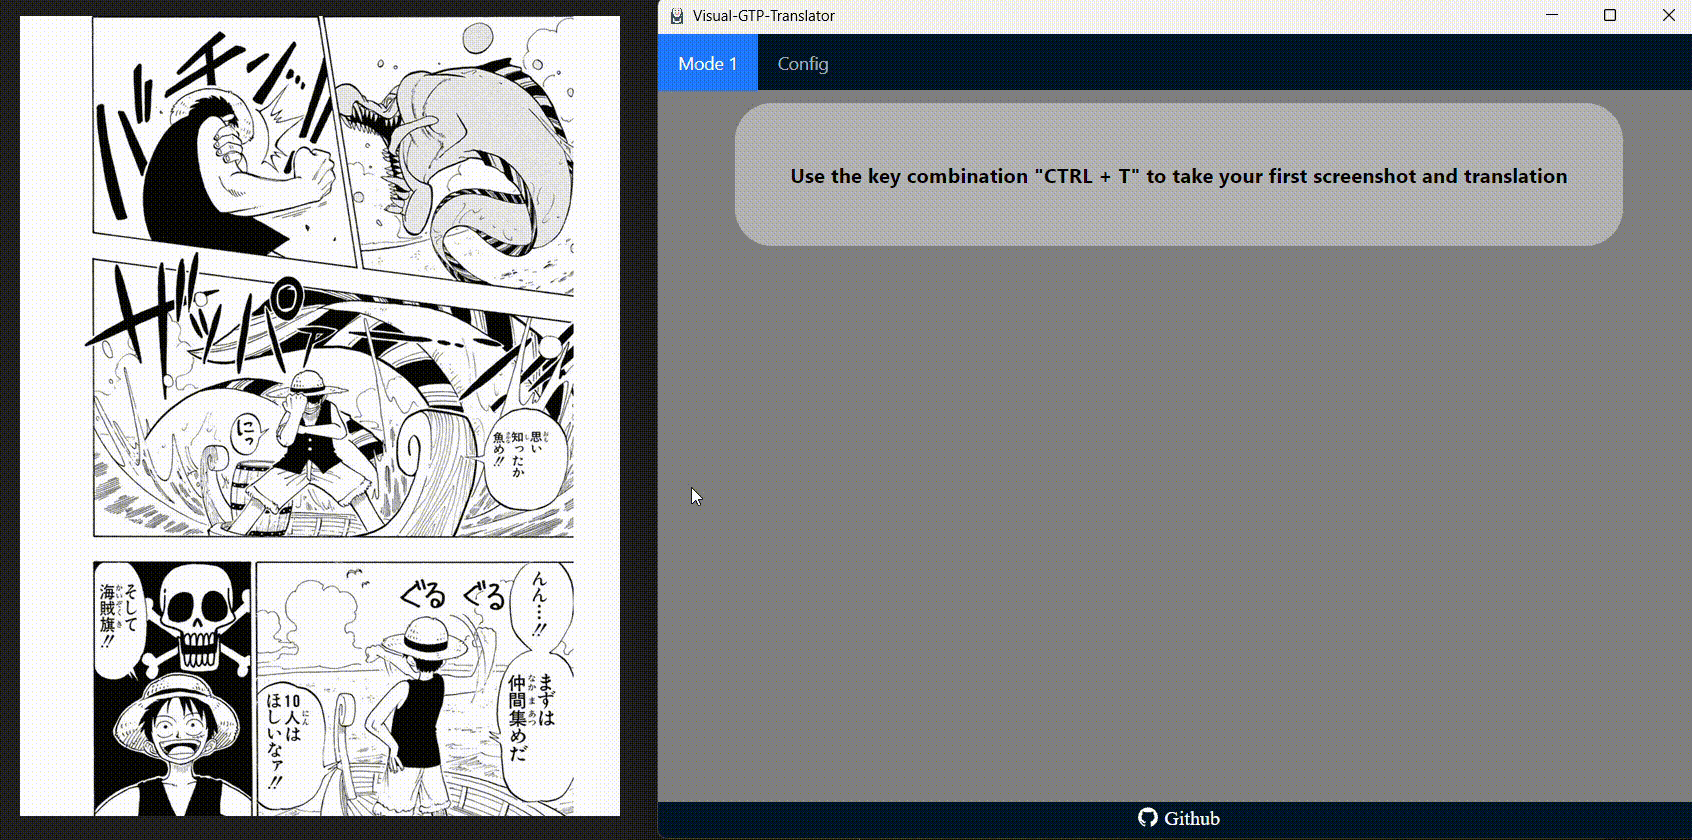 ザッパァーン
思い
知ったか
魚め!!
にっ
んん…!!
まずは
仲間集めだ
ぐる ぐる
10人は
ほしいなァ!!
そして
海賊旗!!
Visual-GTP-Translator
Mode 1 Config
Use the key combination "CTRL + T" to take your first screenshot and translation
Github